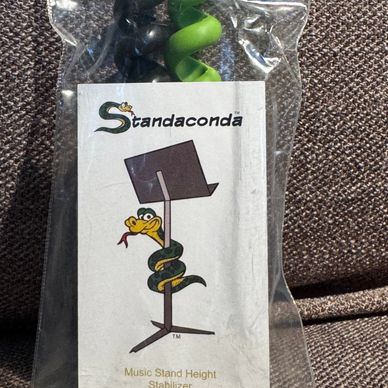 Standaconda™
TM
Music Stand Height
Stabilizer